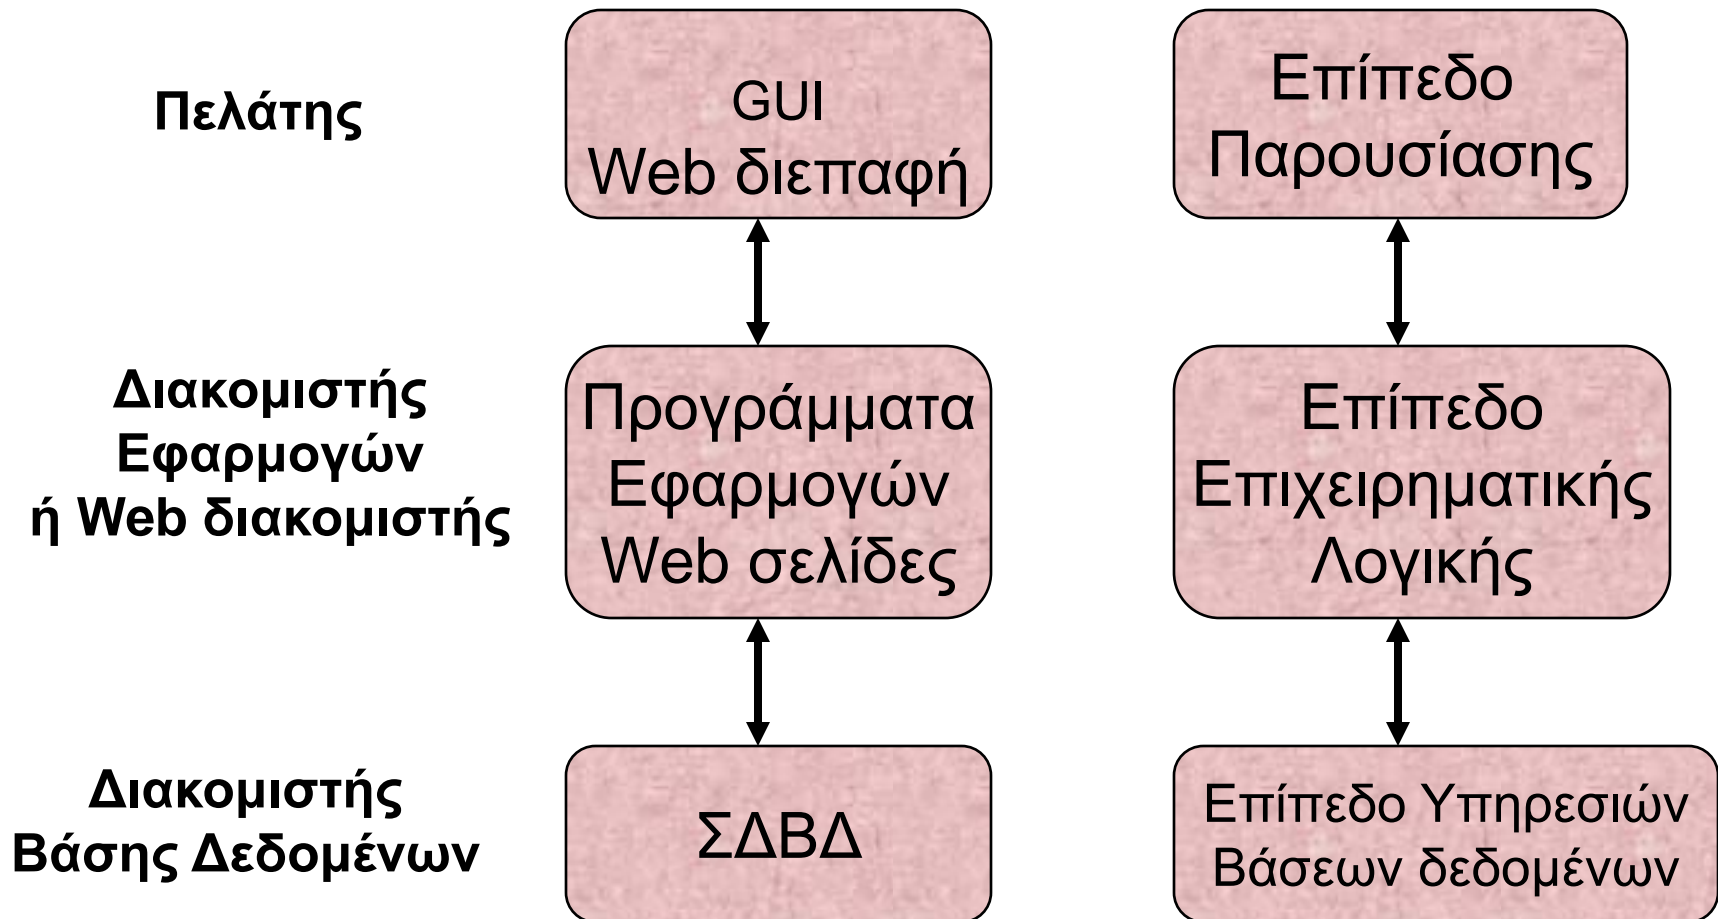 Πελάτης
GUI
Web διεπαφή
Επίπεδο
Παρουσίασης
Διακομιστής
Εφαρμογών
ή Web διακομιστής
Προγράμματα
Εφαρμογών
Web σελίδες
Επίπεδο
Επιχειρηματικής
Λογικής
Διακομιστής
Βάσης Δεδομένων
ΣΔΒΔ
Επίπεδο Υπηρεσιών
Βάσεων δεδομένων